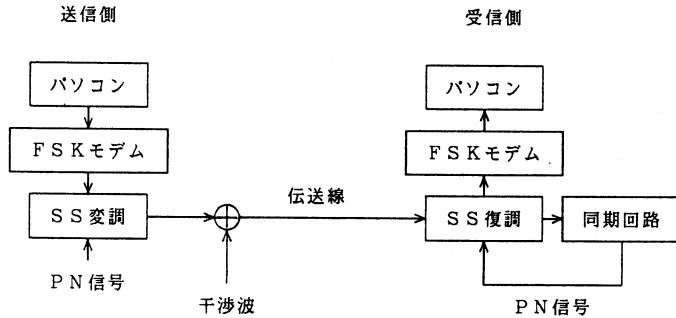 送信側
受信側
パソコン
パソコン
FSKモデム
FSKモデム
伝送線
SS変調
SS復調
同期回路
PN信号
干渉波
PN信号